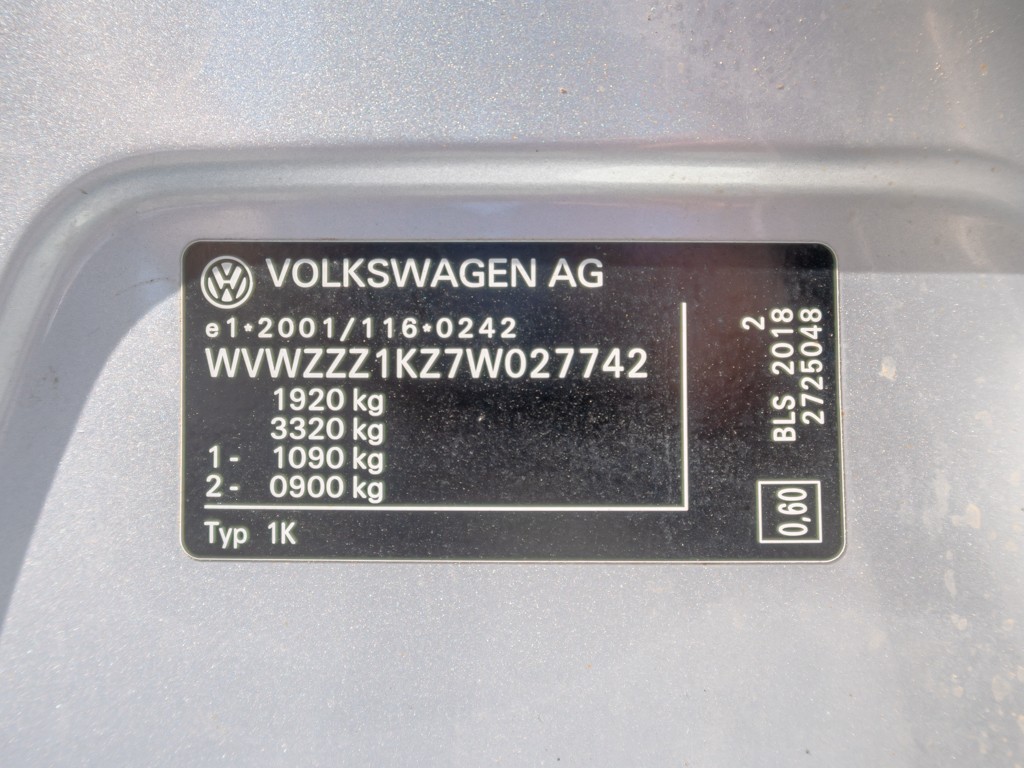 VOLKSWAGEN AG
e1*2001/116*0242
WVWZZZ1KZ7W027742
1920 kg
3320 kg
1 - 1090 kg
2 - 0900 kg
Typ 1K
2
BLS 2018
2725048
0,60